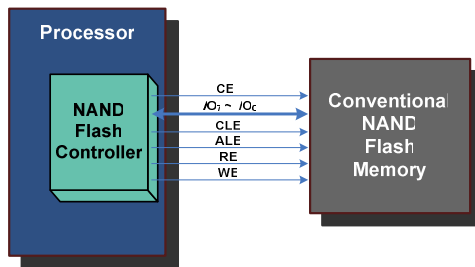 Processor
NAND
Flash
Controller
CE
I/O₇ ~ I/O₀
CLE
ALE
RE
WE
Conventional
NAND
Flash
Memory